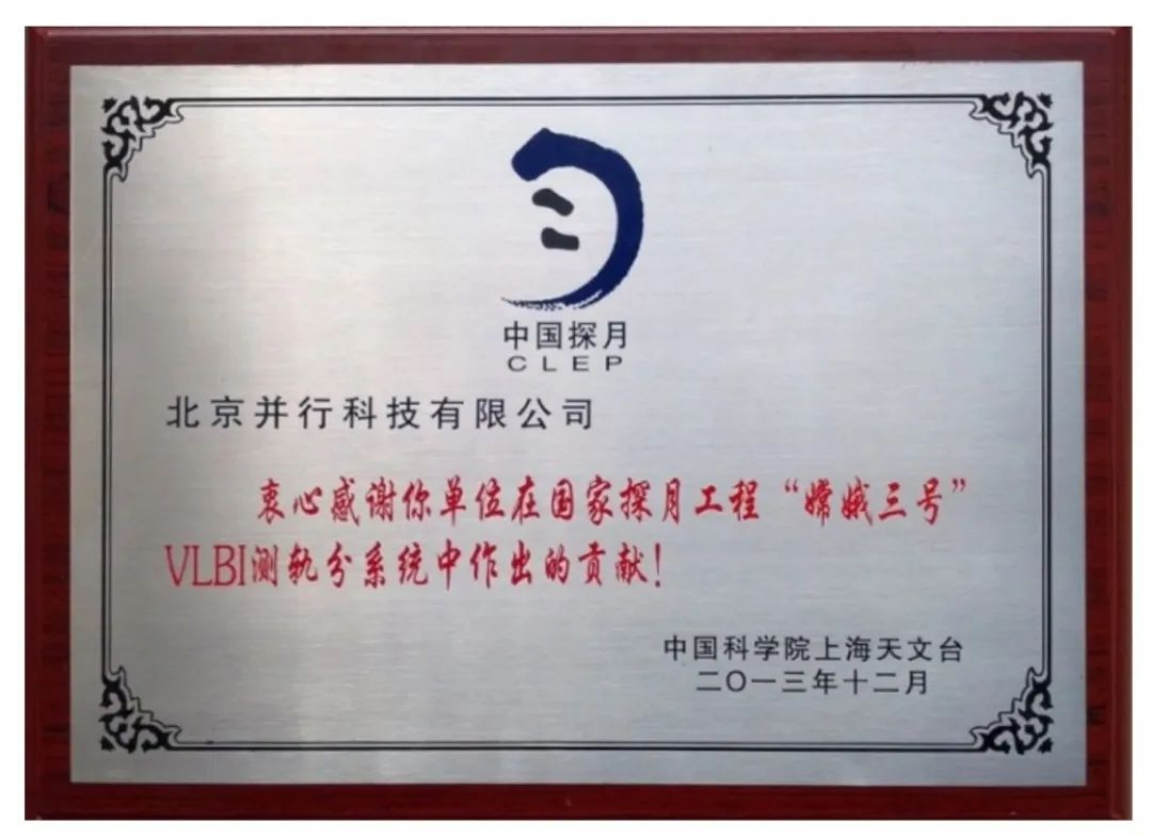 中国探月
CLEP
北京并行科技有限公司
衷心感谢你单位在国家探月工程“嫦娥三号”
VLBI测轨分系统中作出的贡献！
中国科学院上海天文台
二〇一三年十二月